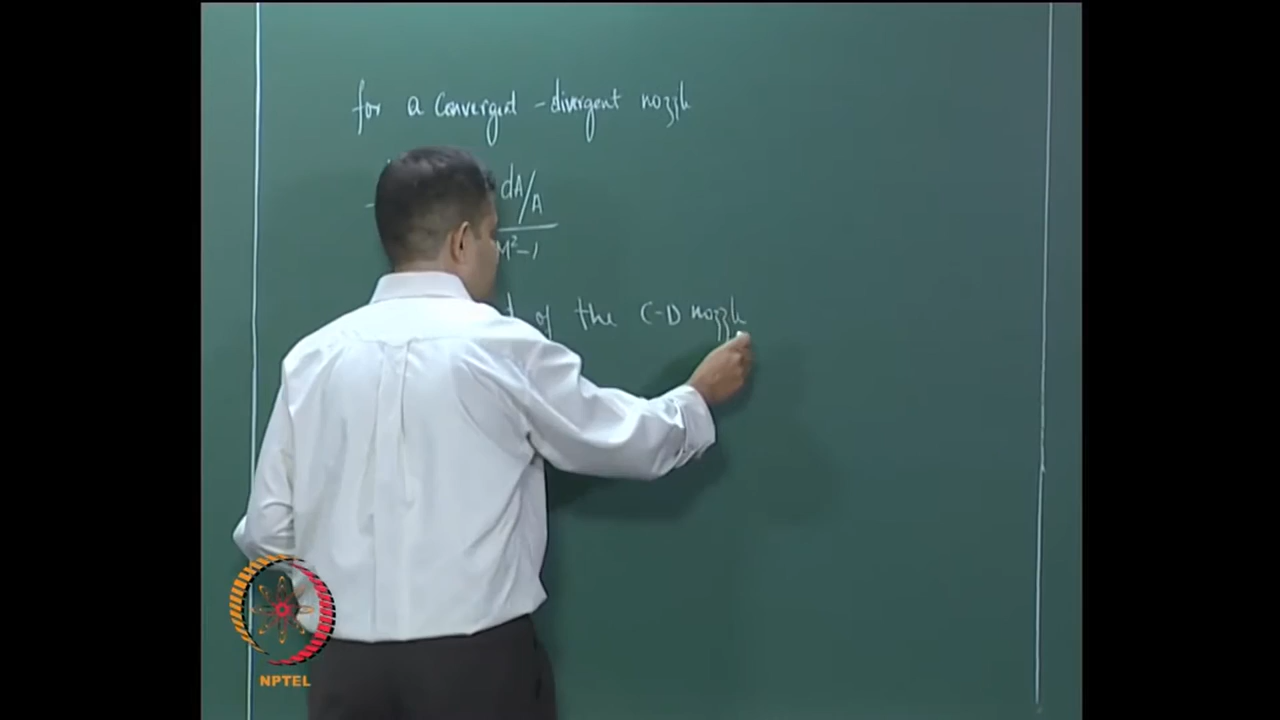 for a convergent - divergent nozzle
dA/A
M²-1
of the C-D nozzle
NPTEL